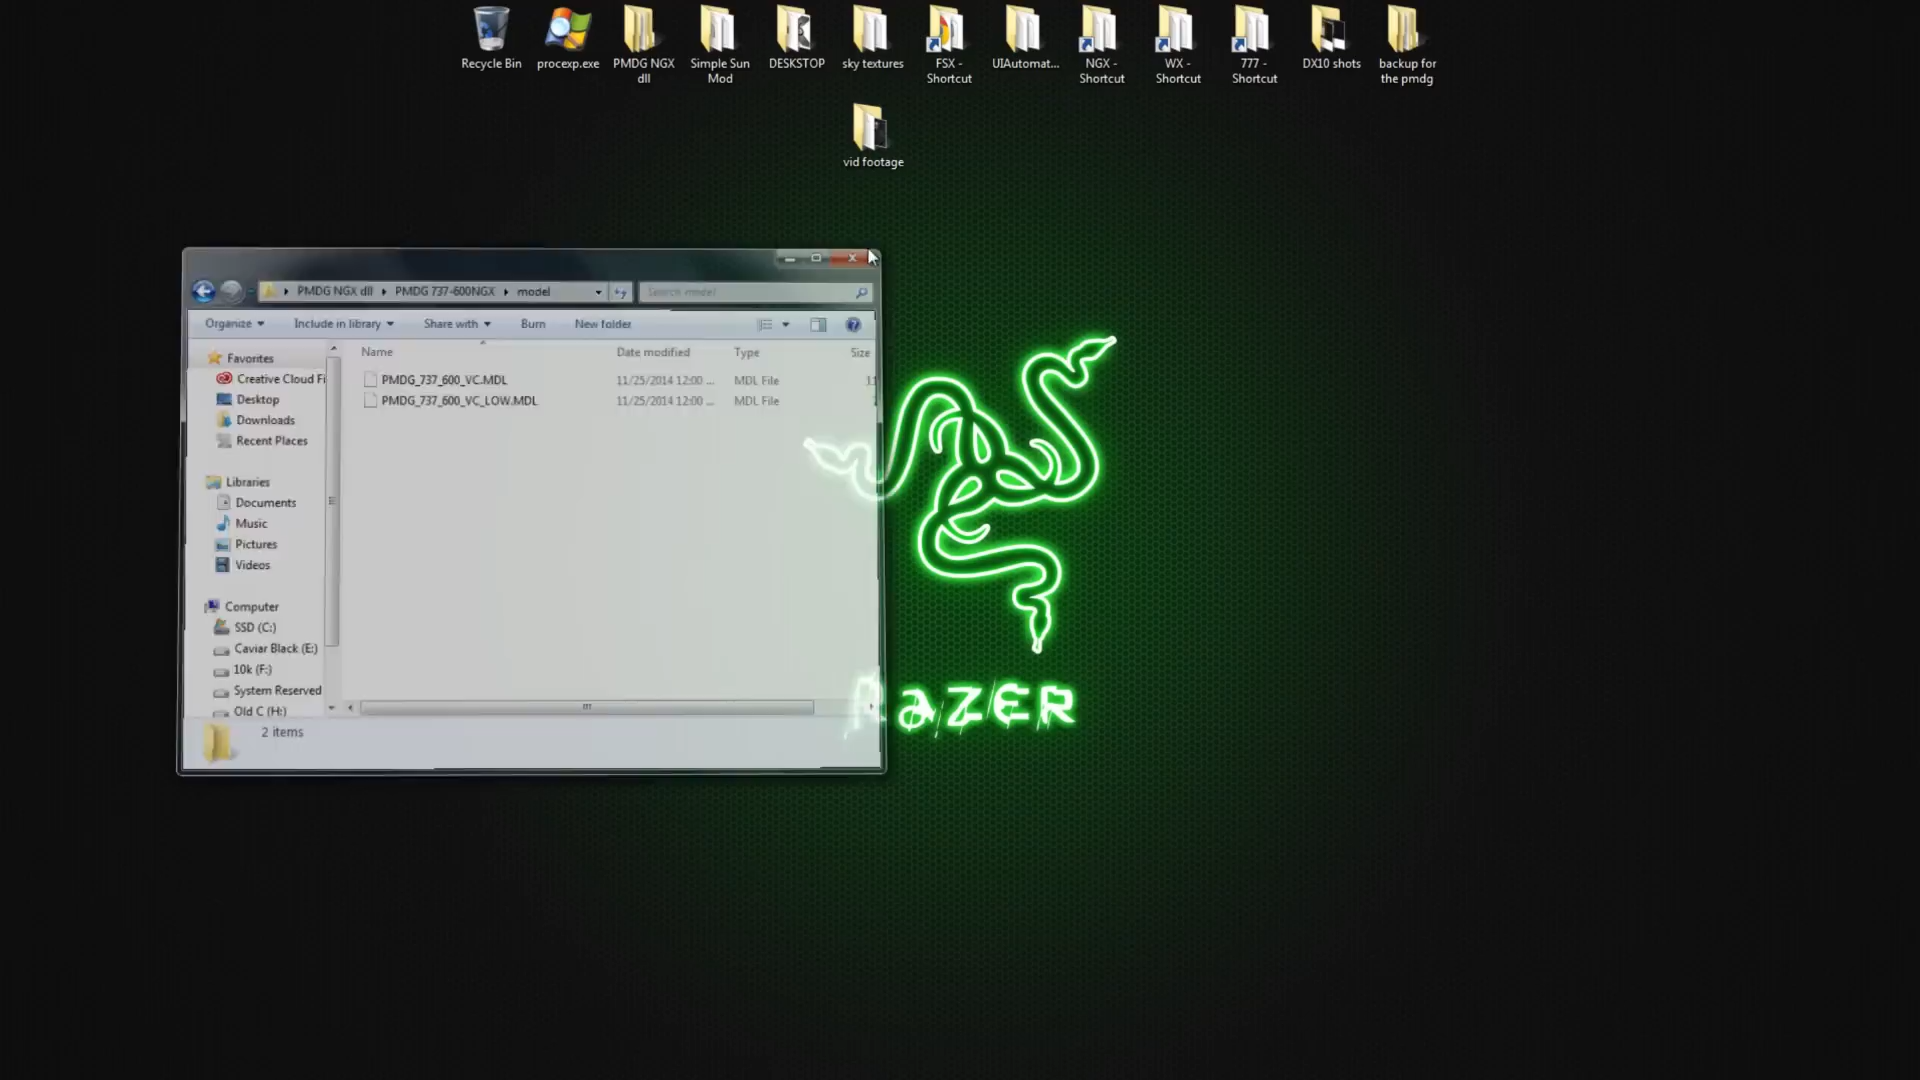 Recycle Bin
procexp.exe
PMDG NGX
dll
Simple Sun
Mod
DESKSTOP
sky textures
FSX -
Shortcut
UIAutomat...
NGX -
Shortcut
WX -
Shortcut
777 -
Shortcut
DX10 shots
backup for
the pmdg
vid footage
PMDG NGX dll PMDG 737-600NGX model
Search model
Organize Include in library Share with Burn New folder
Name Date modified Type Size
PMDG_737_600_VC.MDL 11/25/2014 12:00 ... MDL File
PMDG_737_600_VC_LOW.MDL 11/25/2014 12:00 ... MDL File
Favorites
Creative Cloud Fi
Desktop
Downloads
Recent Places
Libraries
Documents
Music
Pictures
Videos
Computer
SSD (C:)
Caviar Black (E:)
10k (F:)
System Reserved
Old C (H:)
2 items
RAZER